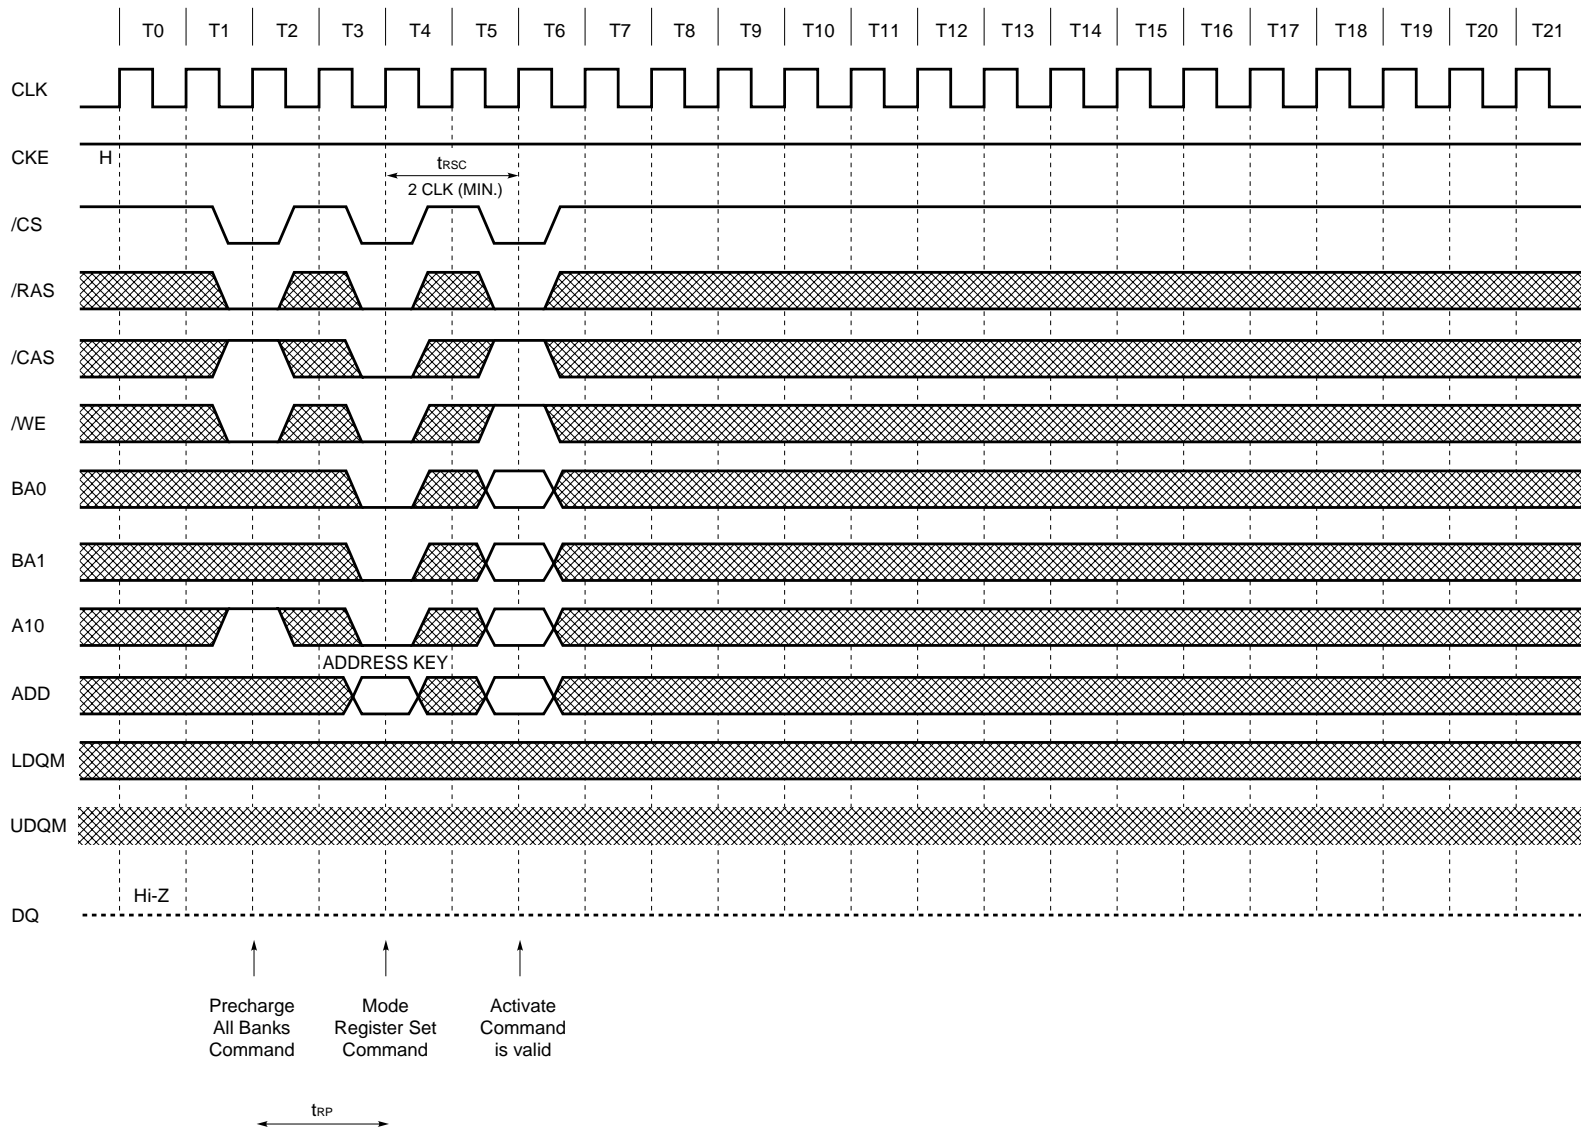 T0 T1 T2 T3 T4 T5 T6 T7 T8 T9 T10 T11 T12 T13 T14 T15 T16 T17 T18 T19 T20 T21
CLK
CKE H
tRSC
2 CLK (MIN.)
/CS
/RAS
/CAS
/WE
BA0
BA1
A10
ADDRESS KEY
ADD
LDQM
UDQM
Hi-Z
DQ
Precharge
All Banks
Command
Mode
Register Set
Command
Activate
Command
is valid
tRP